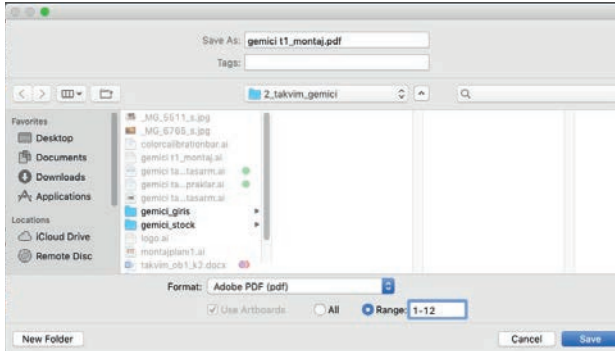 Save As: gemici t1_montaj.pdf
Tags:
2_takvim_gemici
Favorites
Desktop
Documents
Downloads
Applications
Locations
iCloud Drive
Remote Disc
_MG_5511_s.jpg
_MG_6765_s.jpg
colorcalibrationbar.ai
gemici t1_montaj.ai
gemici ta...tasarm.ai
gemici ta...praklar.ai
gemici ta...tasarm.ai
gemici_giris
gemici_stock
logo.ai
montajplani1.ai
takvim_ob1_k2.docx
Format: Adobe PDF (pdf)
Use Artboards All Range: 1-12
New Folder Cancel Save